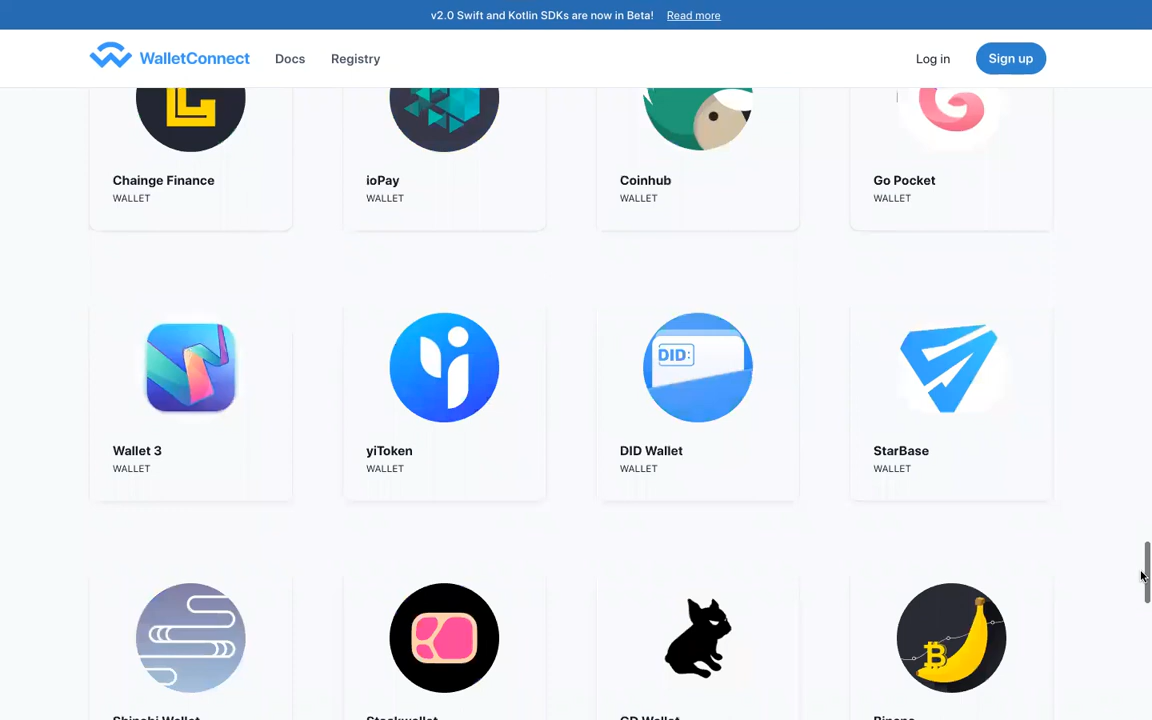 v2.0 Swift and Kotlin SDKs are now in Beta! Read more
WalletConnect Docs Registry Log in Sign up
Chainge Finance ioPay Coinhub Go Pocket
WALLET WALLET WALLET WALLET
DID:
Wallet 3 yiToken DID Wallet StarBase
WALLET WALLET WALLET WALLET